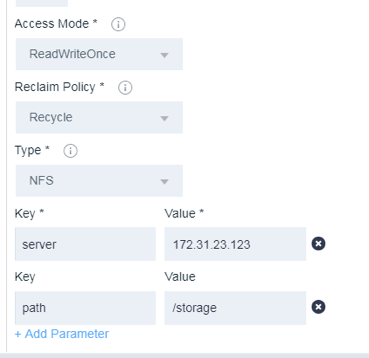 Access Mode *
ReadWriteOnce
Reclaim Policy *
Recycle
Type *
NFS
Key * Value *
server 172.31.23.123
Key Value
path /storage
+ Add Parameter